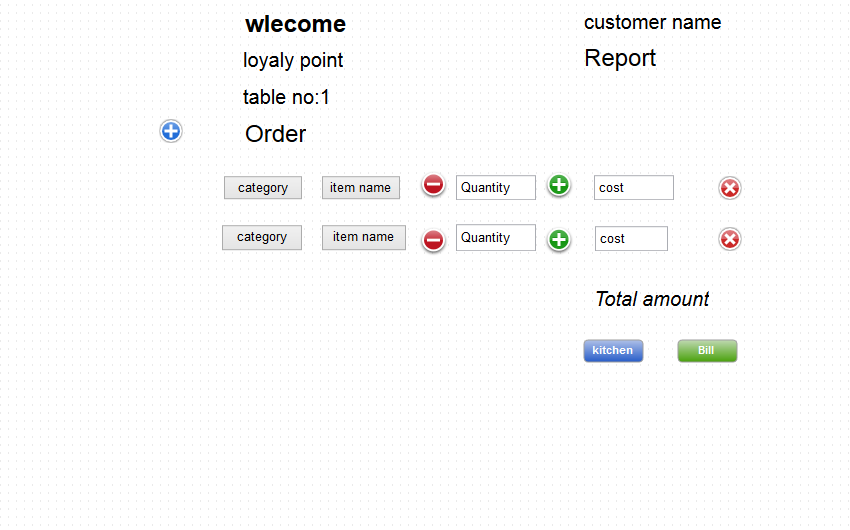 wlecome customer name
loyaly point Report
table no:1
Order
category item name Quantity cost
category item name Quantity cost
Total amount
kitchen Bill